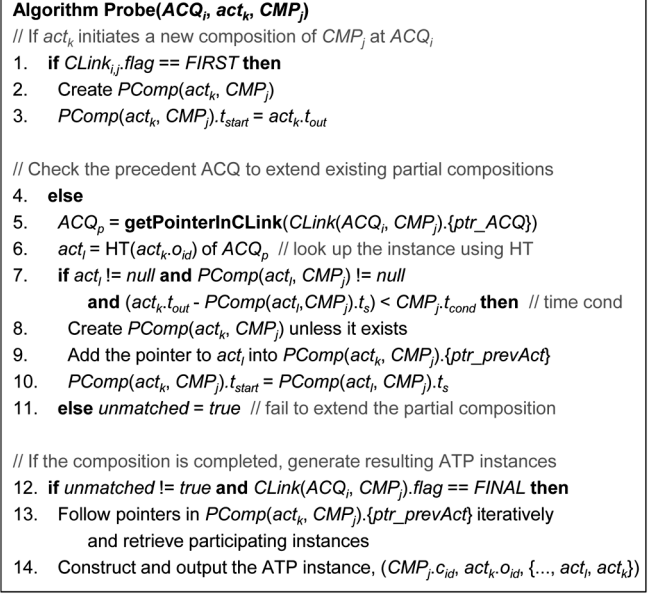 Algorithm Probe(ACQi, actk, CMPj)
// If actk initiates a new composition of CMPj at ACQi
1. if CLinki,j.flag == FIRST then
2. Create PComp(actk, CMPj)
3. PComp(actk, CMPj).tstart = actk.tout
// Check the precedent ACQ to extend existing partial compositions
4. else
5. ACQp = getPointerInCLink(CLink(ACQi, CMPj).{ptr_ACQ})
6. actl = HT(actk.oid) of ACQp // look up the instance using HT
7. if actl != null and PComp(actl, CMPj) != null
and (actk.tout - PComp(actl,CMPj).ts) < CMPj.tcond then // time cond
8. Create PComp(actk, CMPj) unless it exists
9. Add the pointer to actl into PComp(actk, CMPj).{ptr_prevAct}
10. PComp(actk, CMPj).tstart = PComp(actl, CMPj).ts
11. else unmatched = true // fail to extend the partial composition
// If the composition is completed, generate resulting ATP instances
12. if unmatched != true and CLink(ACQi, CMPj).flag == FINAL then
13. Follow pointers in PComp(actk, CMPj).{ptr_prevAct} iteratively
and retrieve participating instances
14. Construct and output the ATP instance, (CMPj.cid, actk.oid, {..., actl, actk})